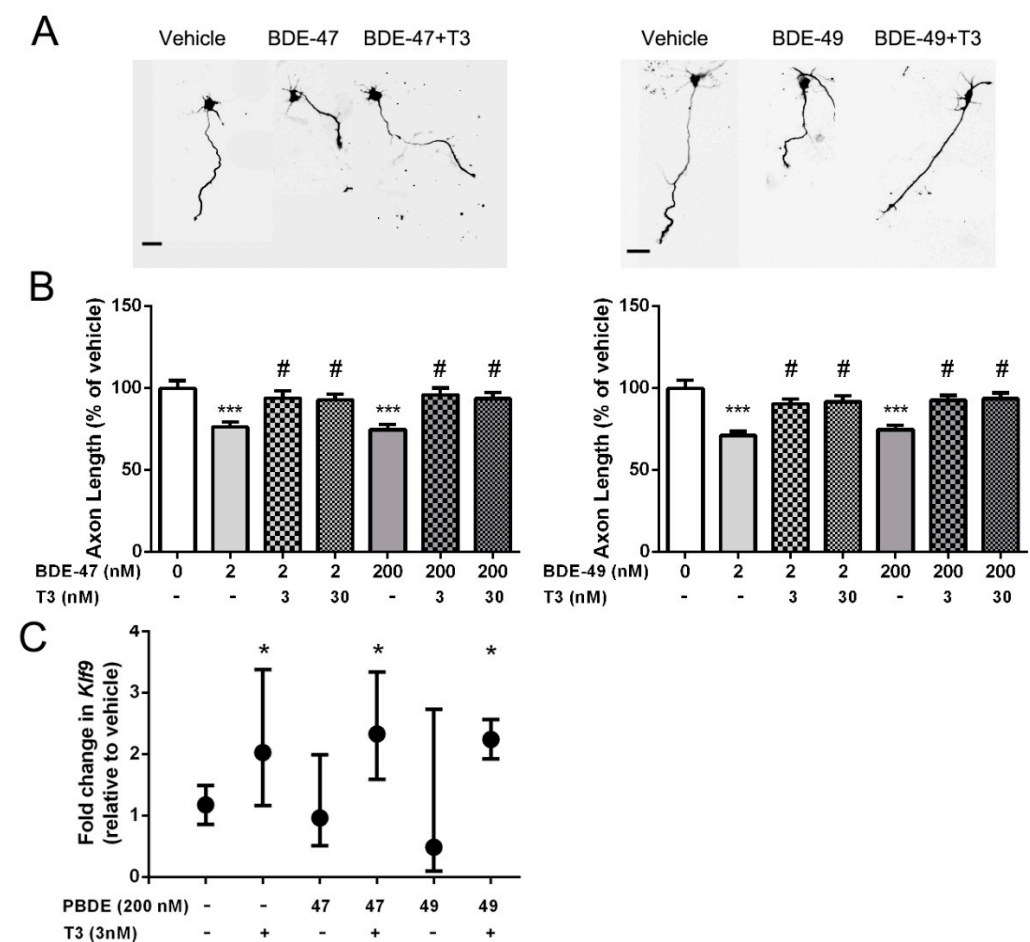 A
Vehicle BDE-47 BDE-47+T3
Vehicle BDE-49 BDE-49+T3
B
Axon Length (% of vehicle)
150
100
50
0
*** # # *** # #
BDE-47 (nM) 0 2 2 2 200 200 200
T3 (nM) - - 3 30 - 3 30
Axon Length (% of vehicle)
150
100
50
0
*** # # *** # #
BDE-49 (nM) 0 2 2 2 200 200 200
T3 (nM) - - 3 30 - 3 30
C
Fold change in Klf9
(relative to vehicle)
4
3
2
1
0
* * *
PBDE (200 nM) - - 47 47 49 49
T3 (3nM) - + - + - +